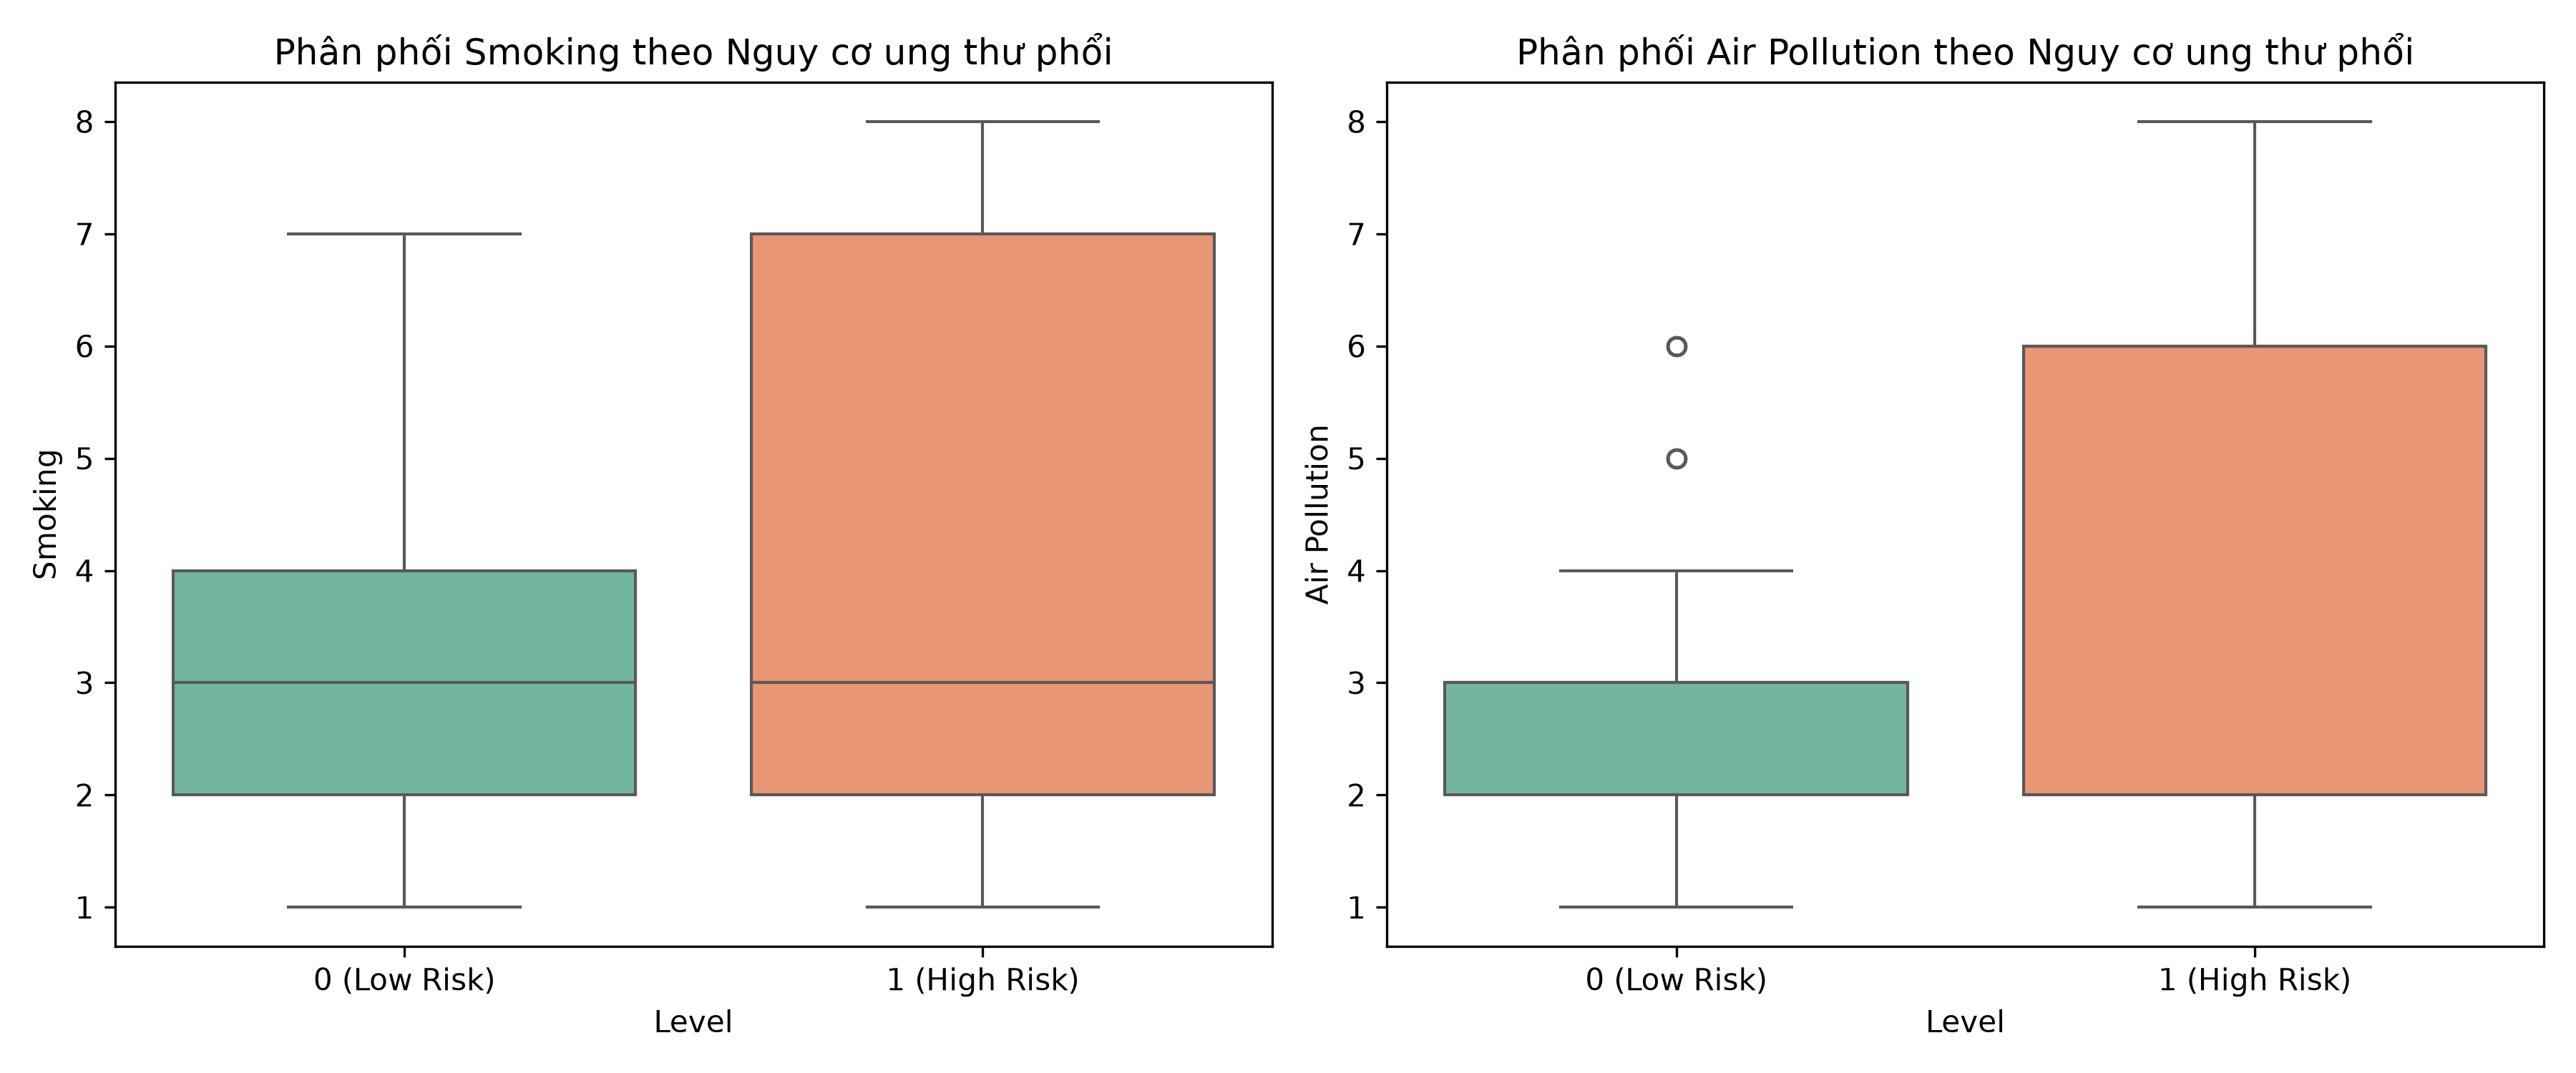 Phân phối Smoking theo Nguy cơ ung thư phổi
8
7
6
5
4
3
2
1
Smoking
0 (Low Risk)
1 (High Risk)
Level
Phân phối Air Pollution theo Nguy cơ ung thư phổi
8
7
6
5
4
3
2
1
Air Pollution
0 (Low Risk)
1 (High Risk)
Level